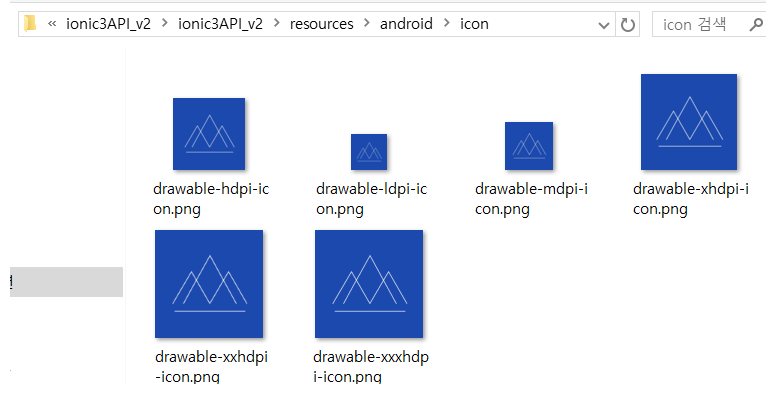 « ionic3API_v2 > ionic3API_v2 > resources > android > icon
icon 검색
drawable-hdpi-ic
on.png
drawable-ldpi-ic
on.png
drawable-mdpi-i
con.png
drawable-xhdpi-i
con.png
drawable-xxhdpi
-icon.png
drawable-xxxhdp
i-icon.png